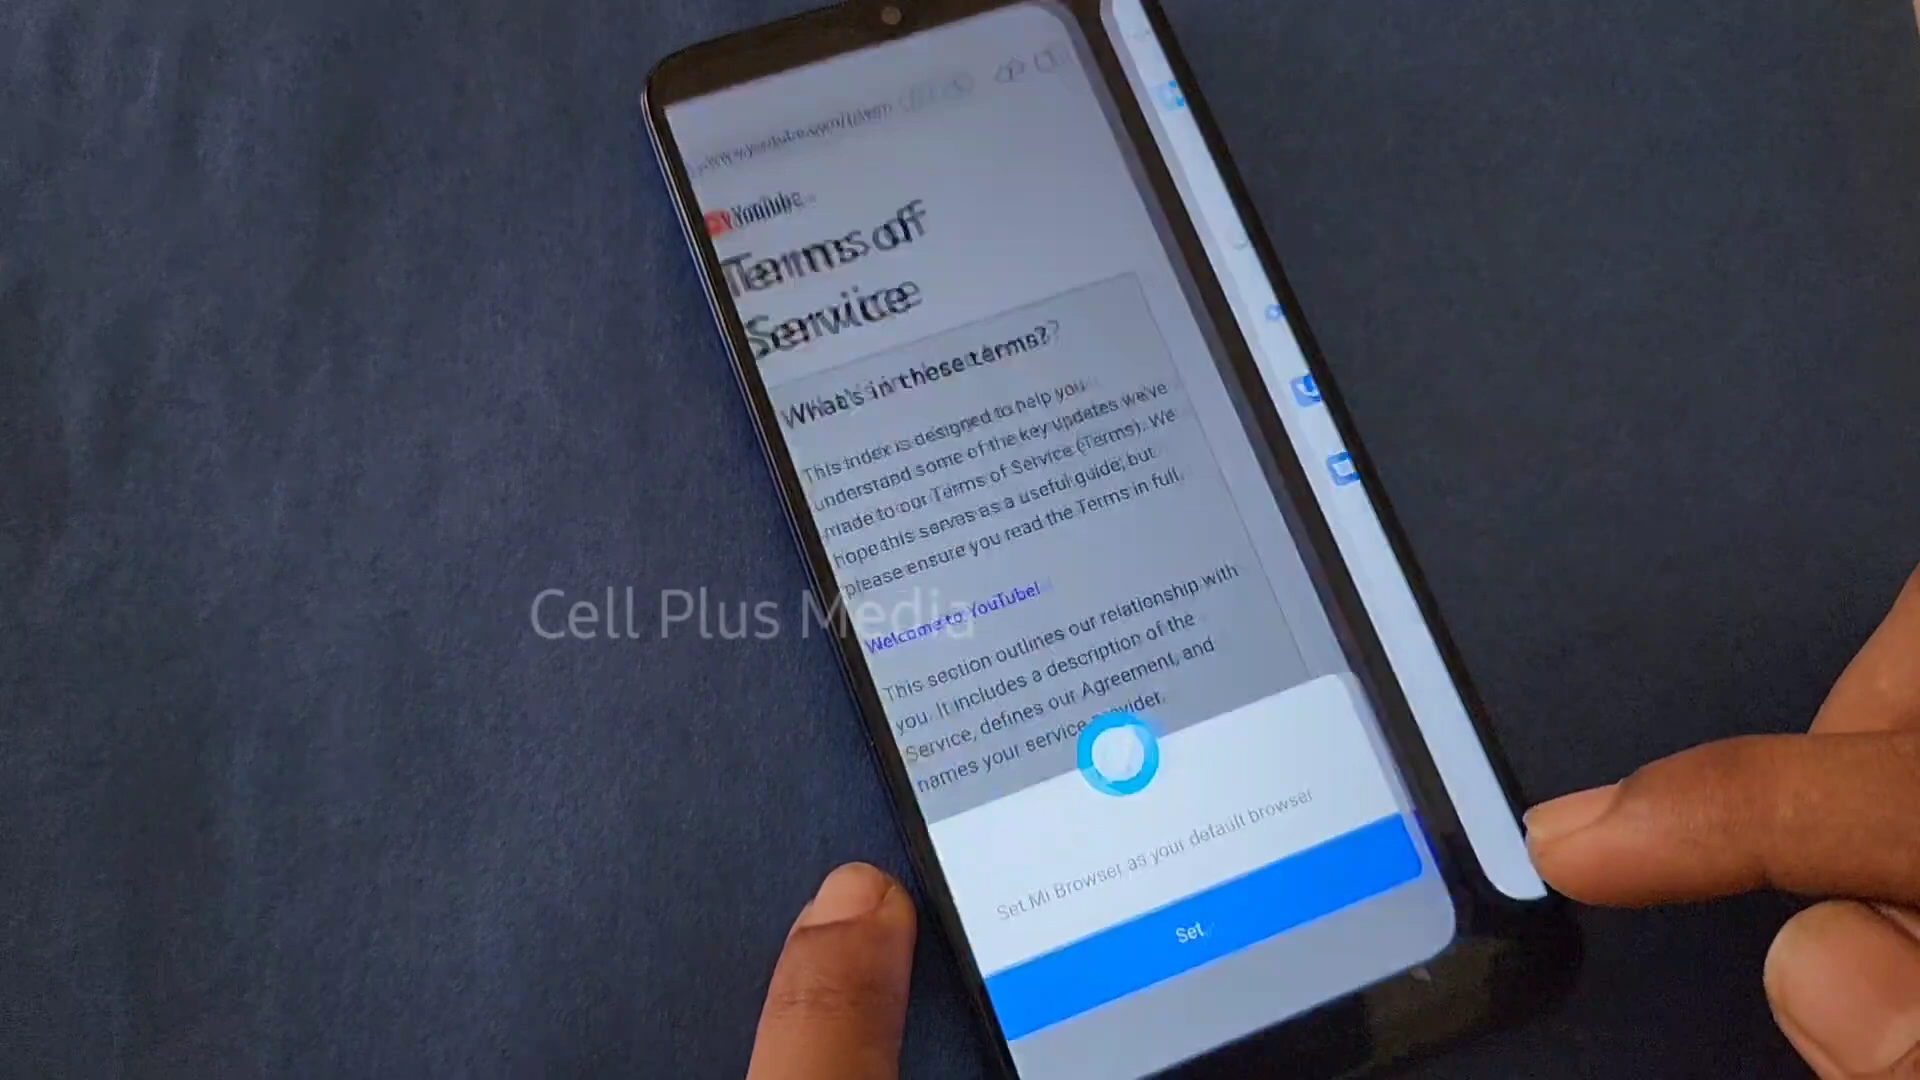 YouTube
Terms of
Service
What's in these terms?
This index is designed to help you
understand some of the key updates we've
made to our Terms of Service (Terms). We
hope this serves as a useful guide, but
please ensure you read the Terms in full.
Cell Plus Media
Welcome to YouTube!
This section outlines our relationship with
you. It includes a description of the
Service, defines our Agreement, and
names your service provider.
Set Mi Browser as your default browser
Set